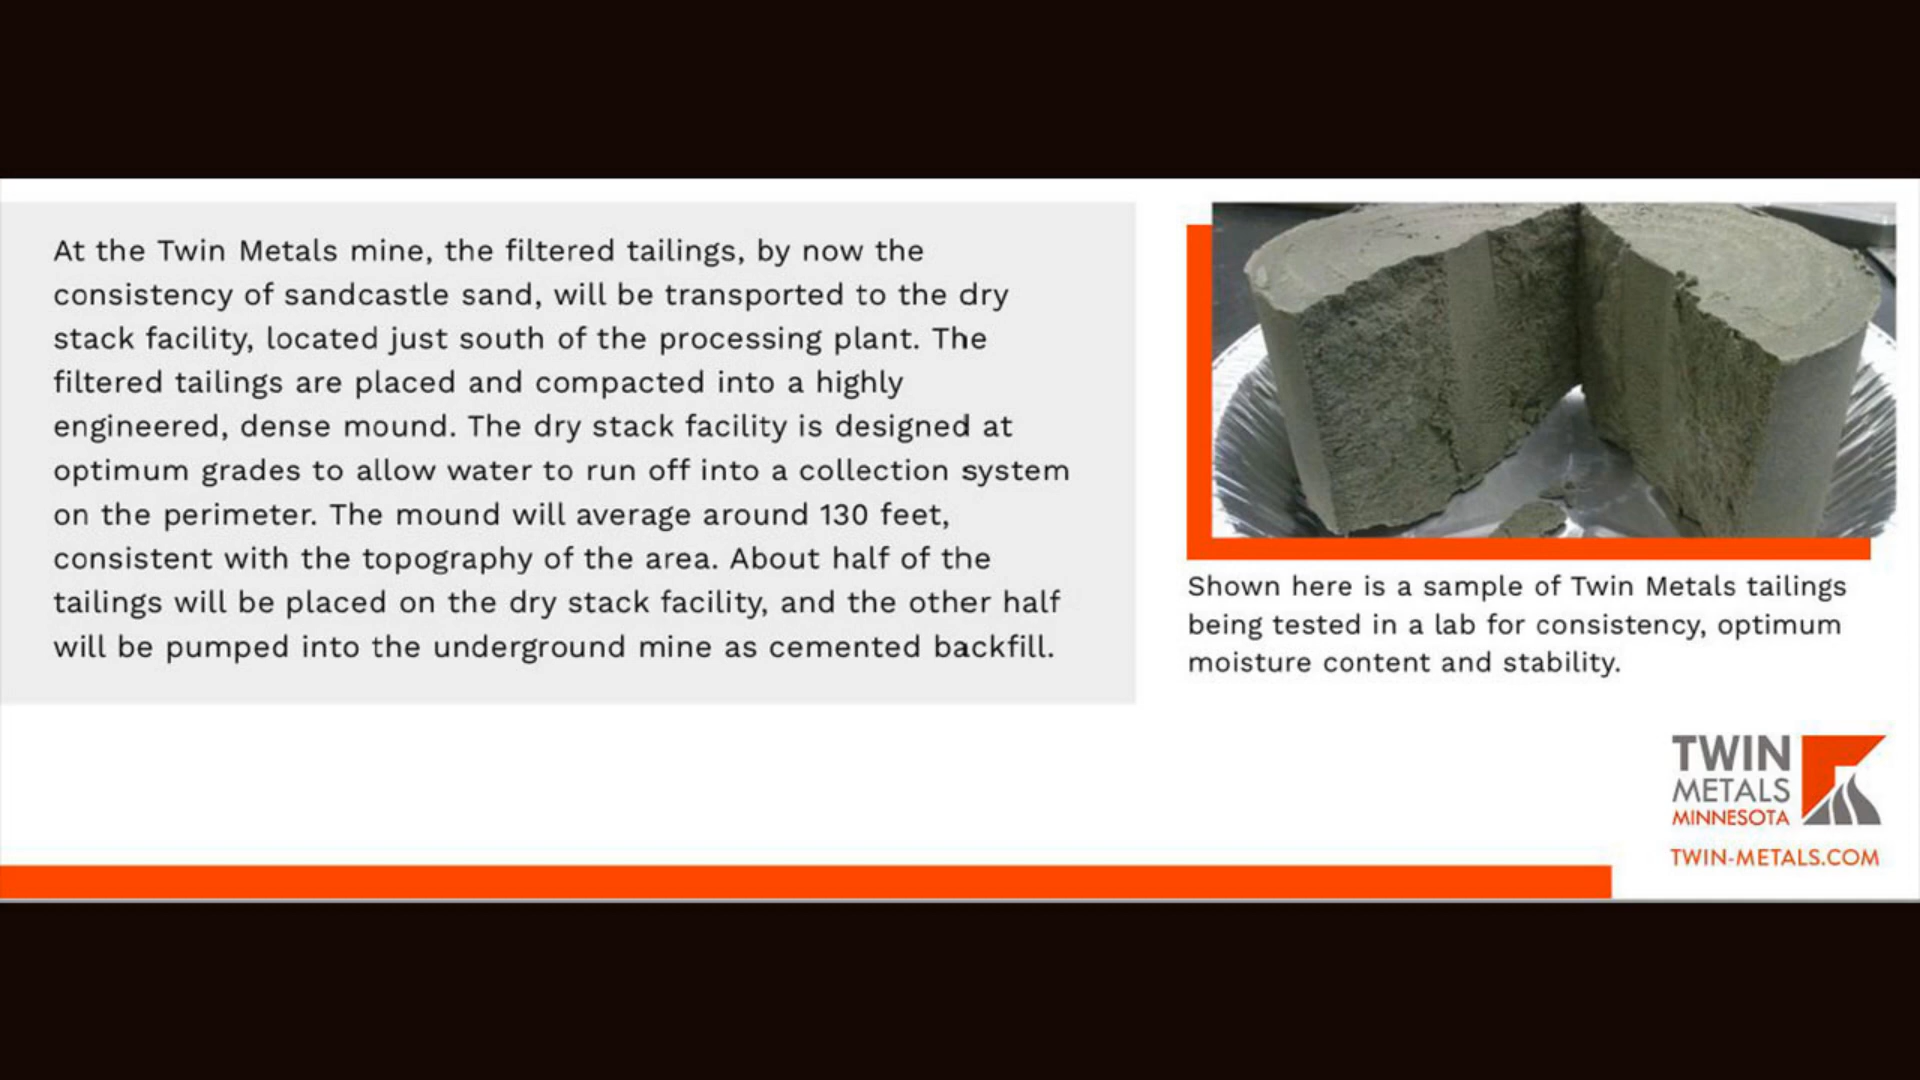 At the Twin Metals mine, the filtered tailings, by now the
consistency of sandcastle sand, will be transported to the dry
stack facility, located just south of the processing plant. The
filtered tailings are placed and compacted into a highly
engineered, dense mound. The dry stack facility is designed at
optimum grades to allow water to run off into a collection system
on the perimeter. The mound will average around 130 feet,
consistent with the topography of the area. About half of the
tailings will be placed on the dry stack facility, and the other half
will be pumped into the underground mine as cemented backfill.
Shown here is a sample of Twin Metals tailings
being tested in a lab for consistency, optimum
moisture content and stability.
TWIN
METALS
MINNESOTA
TWIN-METALS.COM